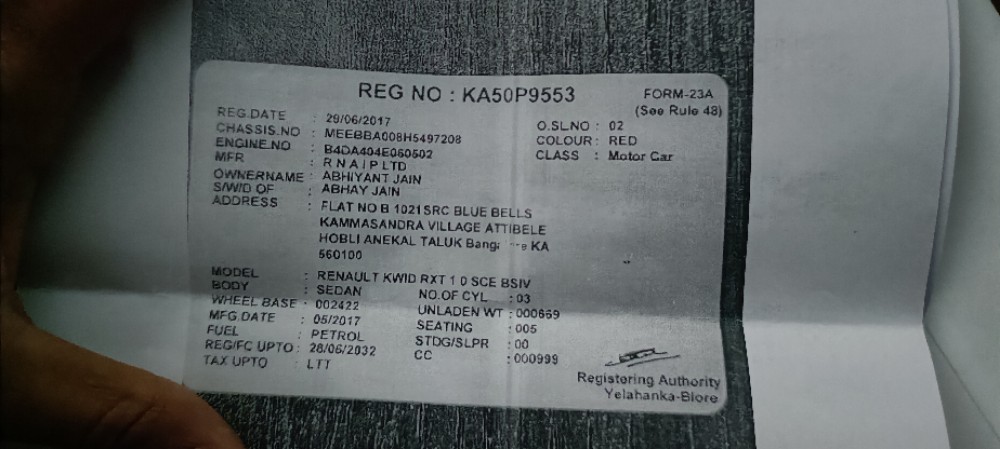 REG NO : KA50P9553
FORM-23A
(See Rule 48)
REG.DATE : 29/06/2017
CHASSIS.NO : MEEBBA008H5497208
ENGINE.NO : B4DA404E060502
MFR : R N A I P LTD
OWNERNAME : ABHIYANT JAIN
S/W/D OF : ABHAY JAIN
ADDRESS : FLAT NO B 1021 SRC BLUE BELLS
KAMMASANDRA VILLAGE ATTIBELE
HOBLI ANEKAL TALUK KA
560100
O.SL.NO : 02
COLOUR : RED
CLASS : Motor Car
MODEL : RENAULT KWID RXT 1 0 SCE BSIV
BODY : SEDAN
WHEEL BASE : 002422
MFG.DATE : 05/2017
FUEL : PETROL
REG/FC UPTO : 28/06/2032
TAX UPTO : LTT
NO.OF CYL : 03
UNLADEN WT : 000669
SEATING : 005
STDG/SLPR : 00
CC : 000999
Registering Authority
Yelahanka-Blore